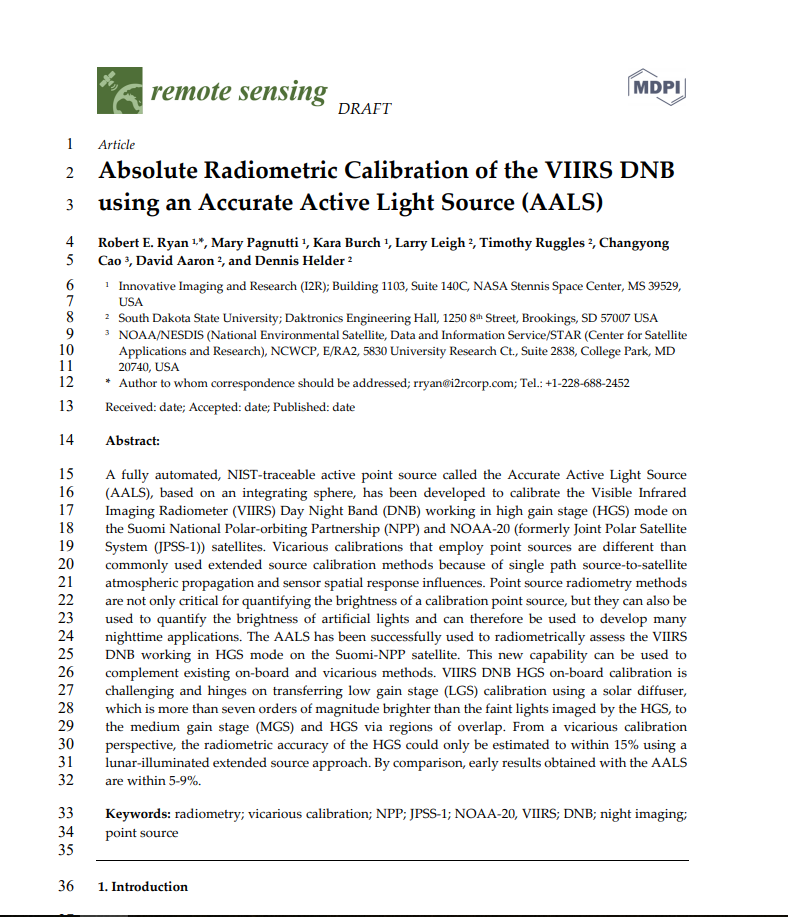 remote sensing
DRAFT
MDPI
1 Article
2 Absolute Radiometric Calibration of the VIIRS DNB
3 using an Accurate Active Light Source (AALS)
4 Robert E. Ryan ¹,*, Mary Pagnutti ¹, Kara Burch ¹, Larry Leigh ², Timothy Ruggles ², Changyong
5 Cao ³, David Aaron ², and Dennis Helder ²
6 ¹ Innovative Imaging and Research (I2R); Building 1103, Suite 140C, NASA Stennis Space Center, MS 39529,
7 USA
8 ² South Dakota State University; Daktronics Engineering Hall, 1250 8th Street, Brookings, SD 57007 USA
9 ³ NOAA/NESDIS (National Environmental Satellite, Data and Information Service/STAR (Center for Satellite
10 Applications and Research), NCWCP, E/RA2, 5830 University Research Ct., Suite 2838, College Park, MD
11 20740, USA
12 * Author to whom correspondence should be addressed; rryan@i2rcorp.com; Tel.: +1-228-688-2452
13 Received: date; Accepted: date; Published: date
14 Abstract:
15 A fully automated, NIST-traceable active point source called the Accurate Active Light Source
16 (AALS), based on an integrating sphere, has been developed to calibrate the Visible Infrared
17 Imaging Radiometer (VIIRS) Day Night Band (DNB) working in high gain stage (HGS) mode on
18 the Suomi National Polar-orbiting Partnership (NPP) and NOAA-20 (formerly Joint Polar Satellite
19 System (JPSS-1)) satellites. Vicarious calibrations that employ point sources are different than
20 commonly used extended source calibration methods because of single path source-to-satellite
21 atmospheric propagation and sensor spatial response influences. Point source radiometry methods
22 are not only critical for quantifying the brightness of a calibration point source, but they can also be
23 used to quantify the brightness of artificial lights and can therefore be used to develop many
24 nighttime applications. The AALS has been successfully used to radiometrically assess the VIIRS
25 DNB working in HGS mode on the Suomi-NPP satellite. This new capability can be used to
26 complement existing on-board and vicarious methods. VIIRS DNB HGS on-board calibration is
27 challenging and hinges on transferring low gain stage (LGS) calibration using a solar diffuser,
28 which is more than seven orders of magnitude brighter than the faint lights imaged by the HGS, to
29 the medium gain stage (MGS) and HGS via regions of overlap. From a vicarious calibration
30 perspective, the radiometric accuracy of the HGS could only be estimated to within 15% using a
31 lunar-illuminated extended source approach. By comparison, early results obtained with the AALS
32 are within 5-9%.
33 Keywords: radiometry; vicarious calibration; NPP; JPSS-1; NOAA-20, VIIRS; DNB; night imaging;
34 point source
35
36 1. Introduction